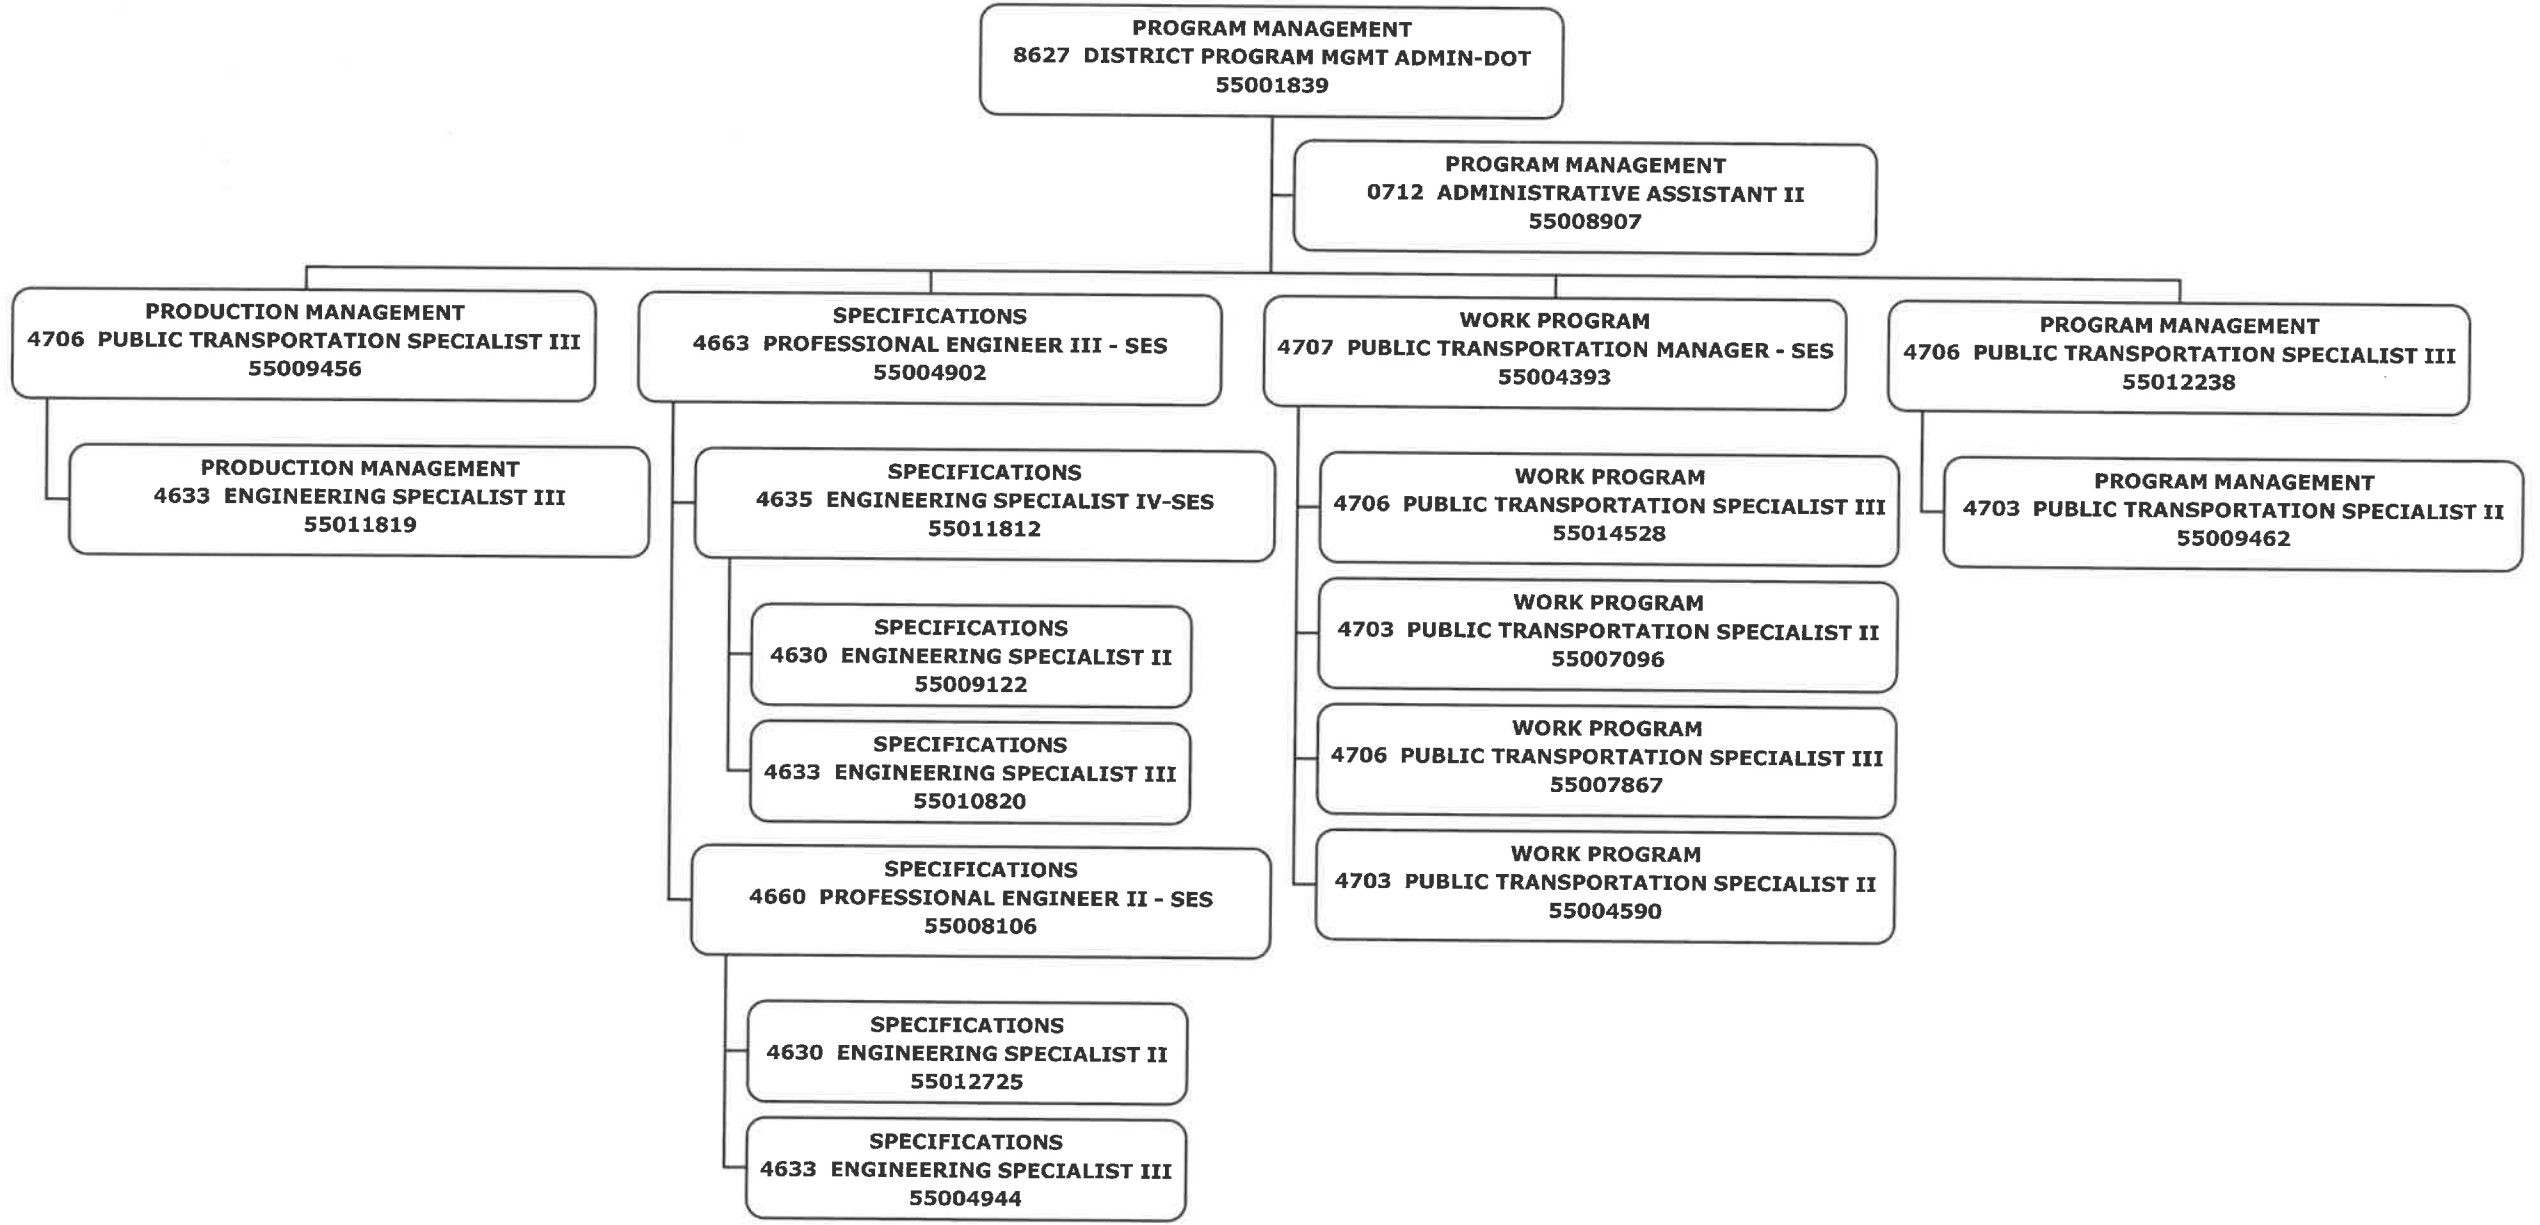 PROGRAM MANAGEMENT
8627 DISTRICT PROGRAM MGMT ADMIN-DOT
55001839
PROGRAM MANAGEMENT
0712 ADMINISTRATIVE ASSISTANT II
55008907
PRODUCTION MANAGEMENT
4706 PUBLIC TRANSPORTATION SPECIALIST III
55009456
PRODUCTION MANAGEMENT
4633 ENGINEERING SPECIALIST III
55011819
SPECIFICATIONS
4663 PROFESSIONAL ENGINEER III - SES
55004902
SPECIFICATIONS
4635 ENGINEERING SPECIALIST IV-SES
55011812
SPECIFICATIONS
4630 ENGINEERING SPECIALIST II
55009122
SPECIFICATIONS
4633 ENGINEERING SPECIALIST III
55010820
SPECIFICATIONS
4660 PROFESSIONAL ENGINEER II - SES
55008106
SPECIFICATIONS
4630 ENGINEERING SPECIALIST II
55012725
SPECIFICATIONS
4633 ENGINEERING SPECIALIST III
55004944
WORK PROGRAM
4707 PUBLIC TRANSPORTATION MANAGER - SES
55004393
WORK PROGRAM
4706 PUBLIC TRANSPORTATION SPECIALIST III
55014528
WORK PROGRAM
4703 PUBLIC TRANSPORTATION SPECIALIST II
55007096
WORK PROGRAM
4706 PUBLIC TRANSPORTATION SPECIALIST III
55007867
WORK PROGRAM
4703 PUBLIC TRANSPORTATION SPECIALIST II
55004590
PROGRAM MANAGEMENT
4706 PUBLIC TRANSPORTATION SPECIALIST III
55012238
PROGRAM MANAGEMENT
4703 PUBLIC TRANSPORTATION SPECIALIST II
55009462